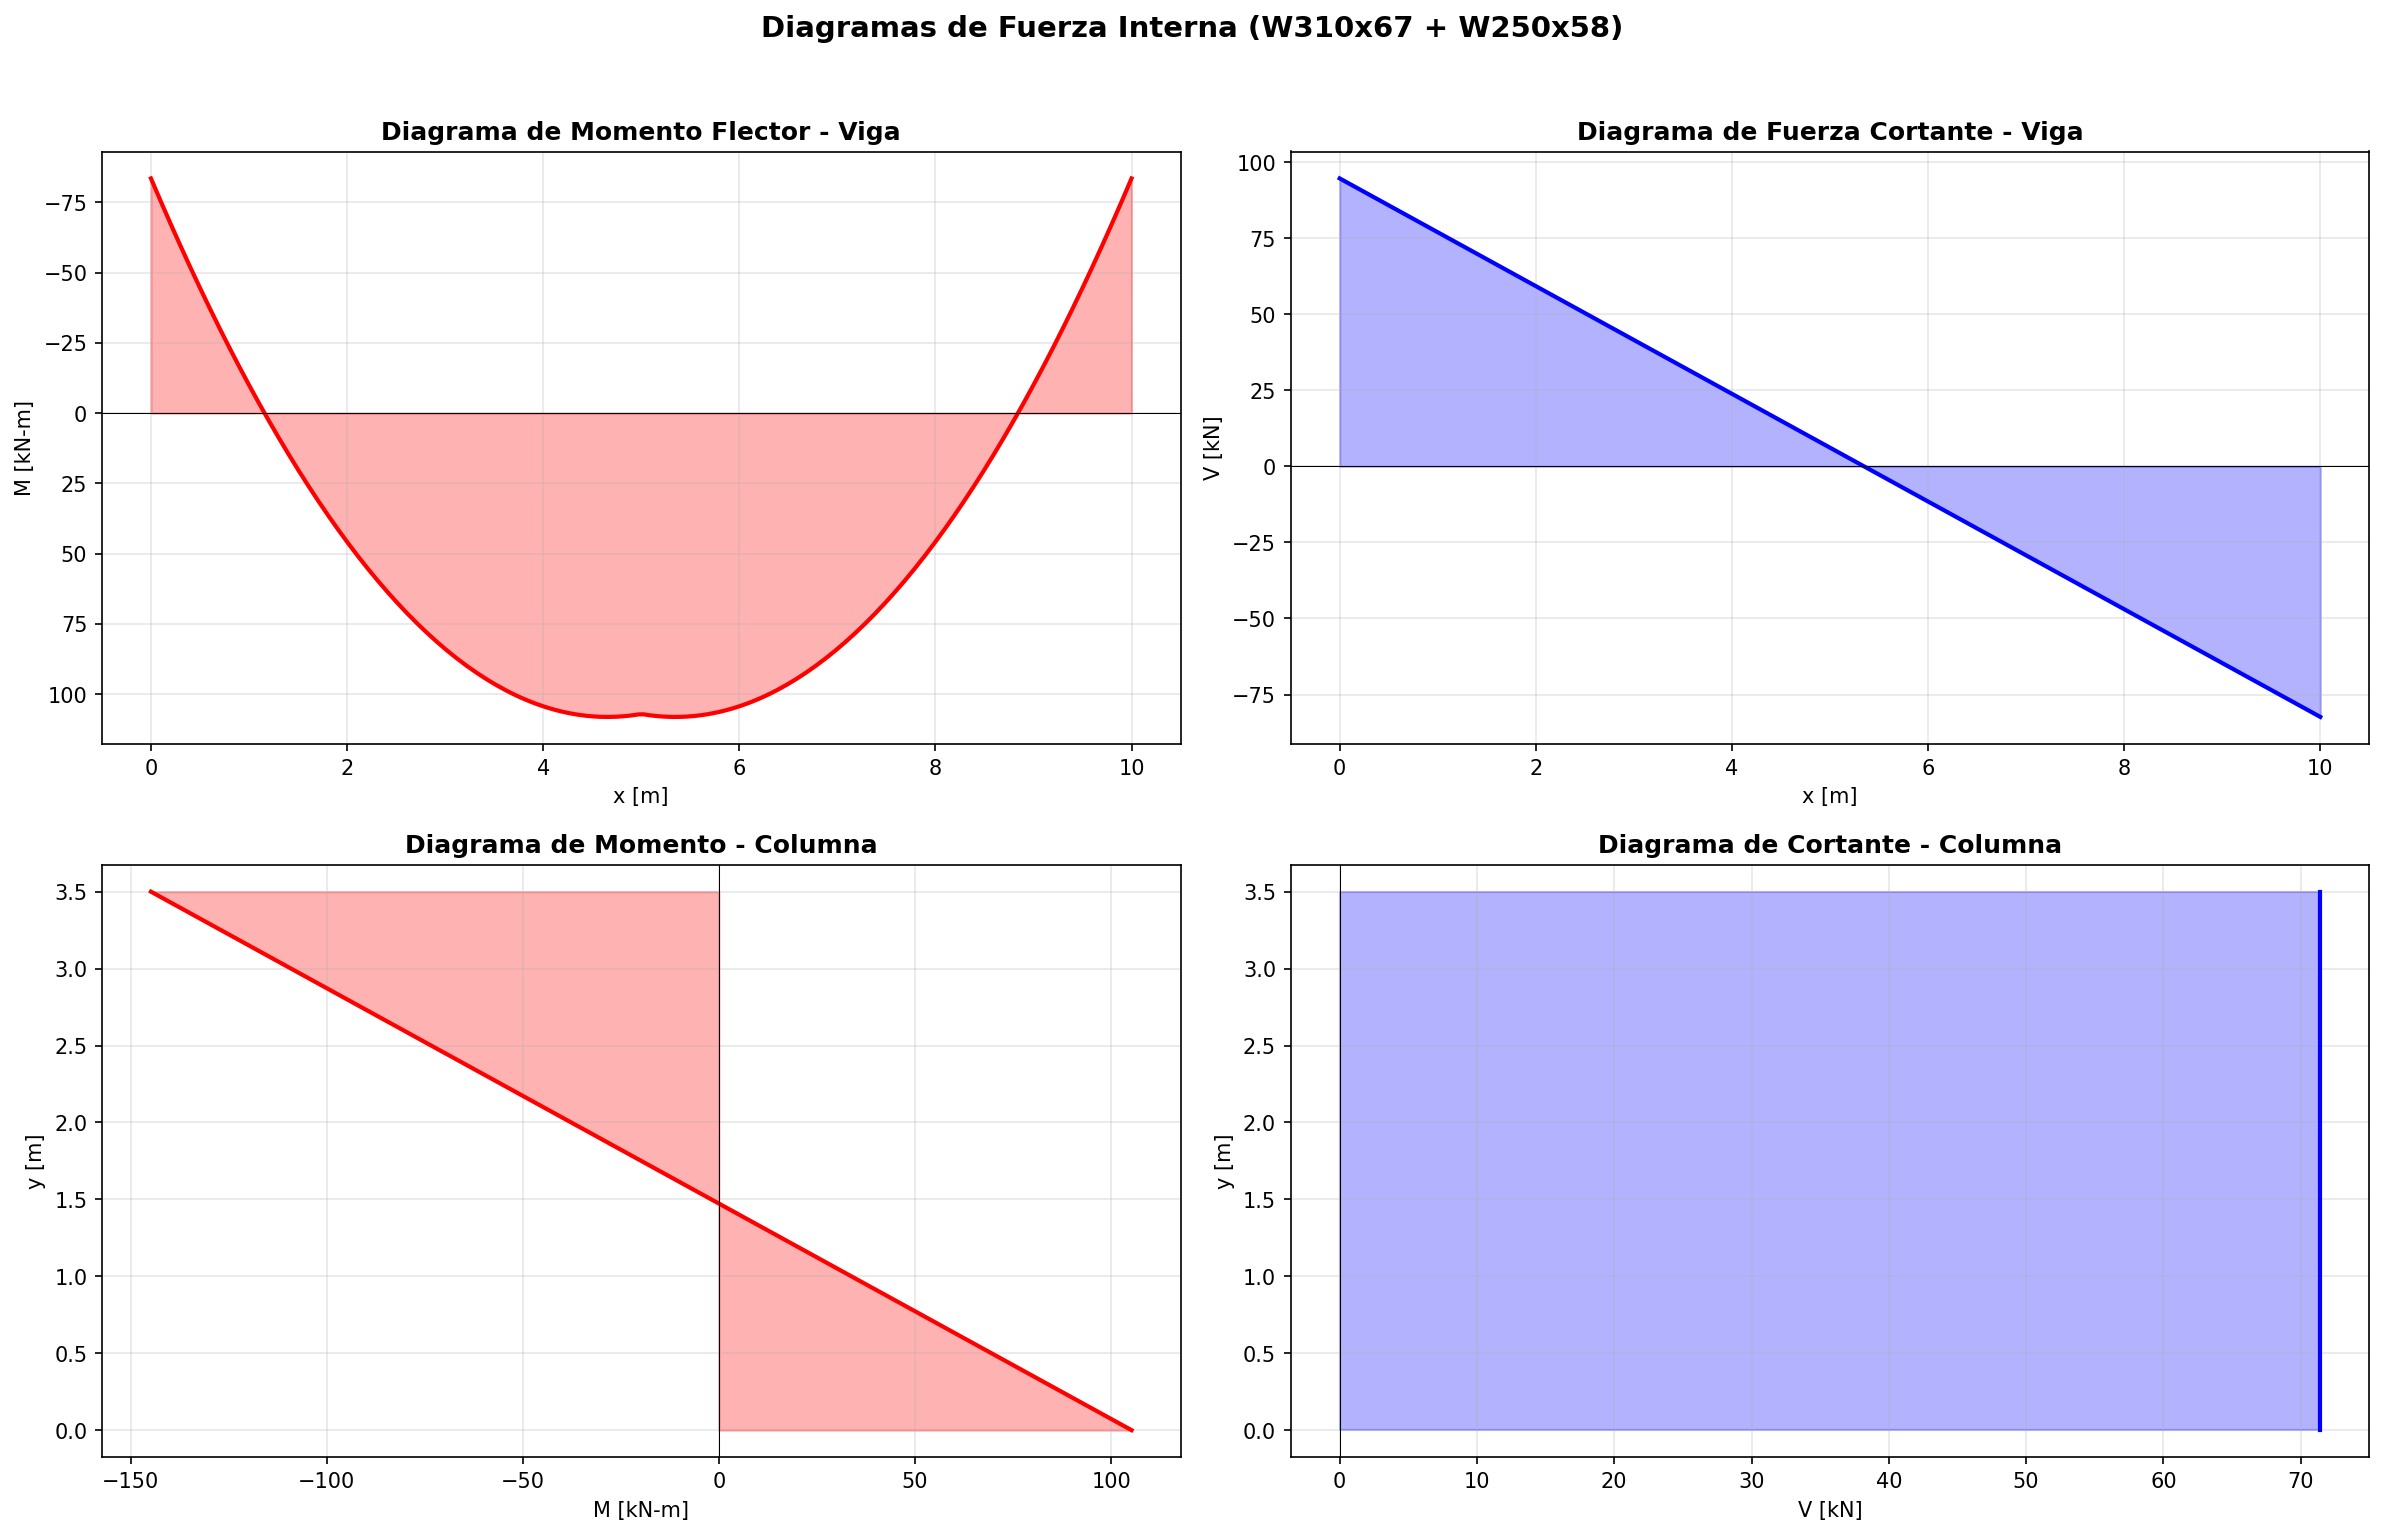 Diagramas de Fuerza Interna (W310x67 + W250x58)
Diagrama de Momento Flector - Viga
M [kN-m]
−75
−50
−25
0
25
50
75
100
0 2 4 6 8 10
x [m]
Diagrama de Fuerza Cortante - Viga
V [kN]
100
75
50
25
0
−25
−50
−75
0 2 4 6 8 10
x [m]
Diagrama de Momento - Columna
y [m]
3.5
3.0
2.5
2.0
1.5
1.0
0.5
0.0
−150 −100 −50 0 50 100
M [kN-m]
Diagrama de Cortante - Columna
y [m]
3.5
3.0
2.5
2.0
1.5
1.0
0.5
0.0
0 10 20 30 40 50 60 70
V [kN]